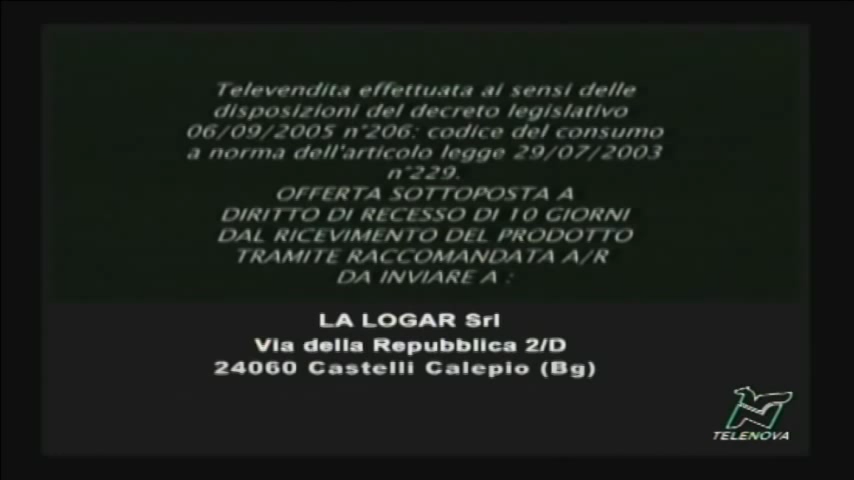 Televendita effettuata ai sensi delle
disposizioni del decreto legislativo
06/09/2005 n°206: codice del consumo
a norma dell'articolo legge 29/07/2003
n°229.
OFFERTA SOTTOPOSTA A
DIRITTO DI RECESSO DI 10 GIORNI
DAL RICEVIMENTO DEL PRODOTTO
TRAMITE RACCOMANDATA A/R
DA INVIARE A :
LA LOGAR Srl
Via della Repubblica 2/D
24060 Castelli Calepio (Bg)
TELENOVA